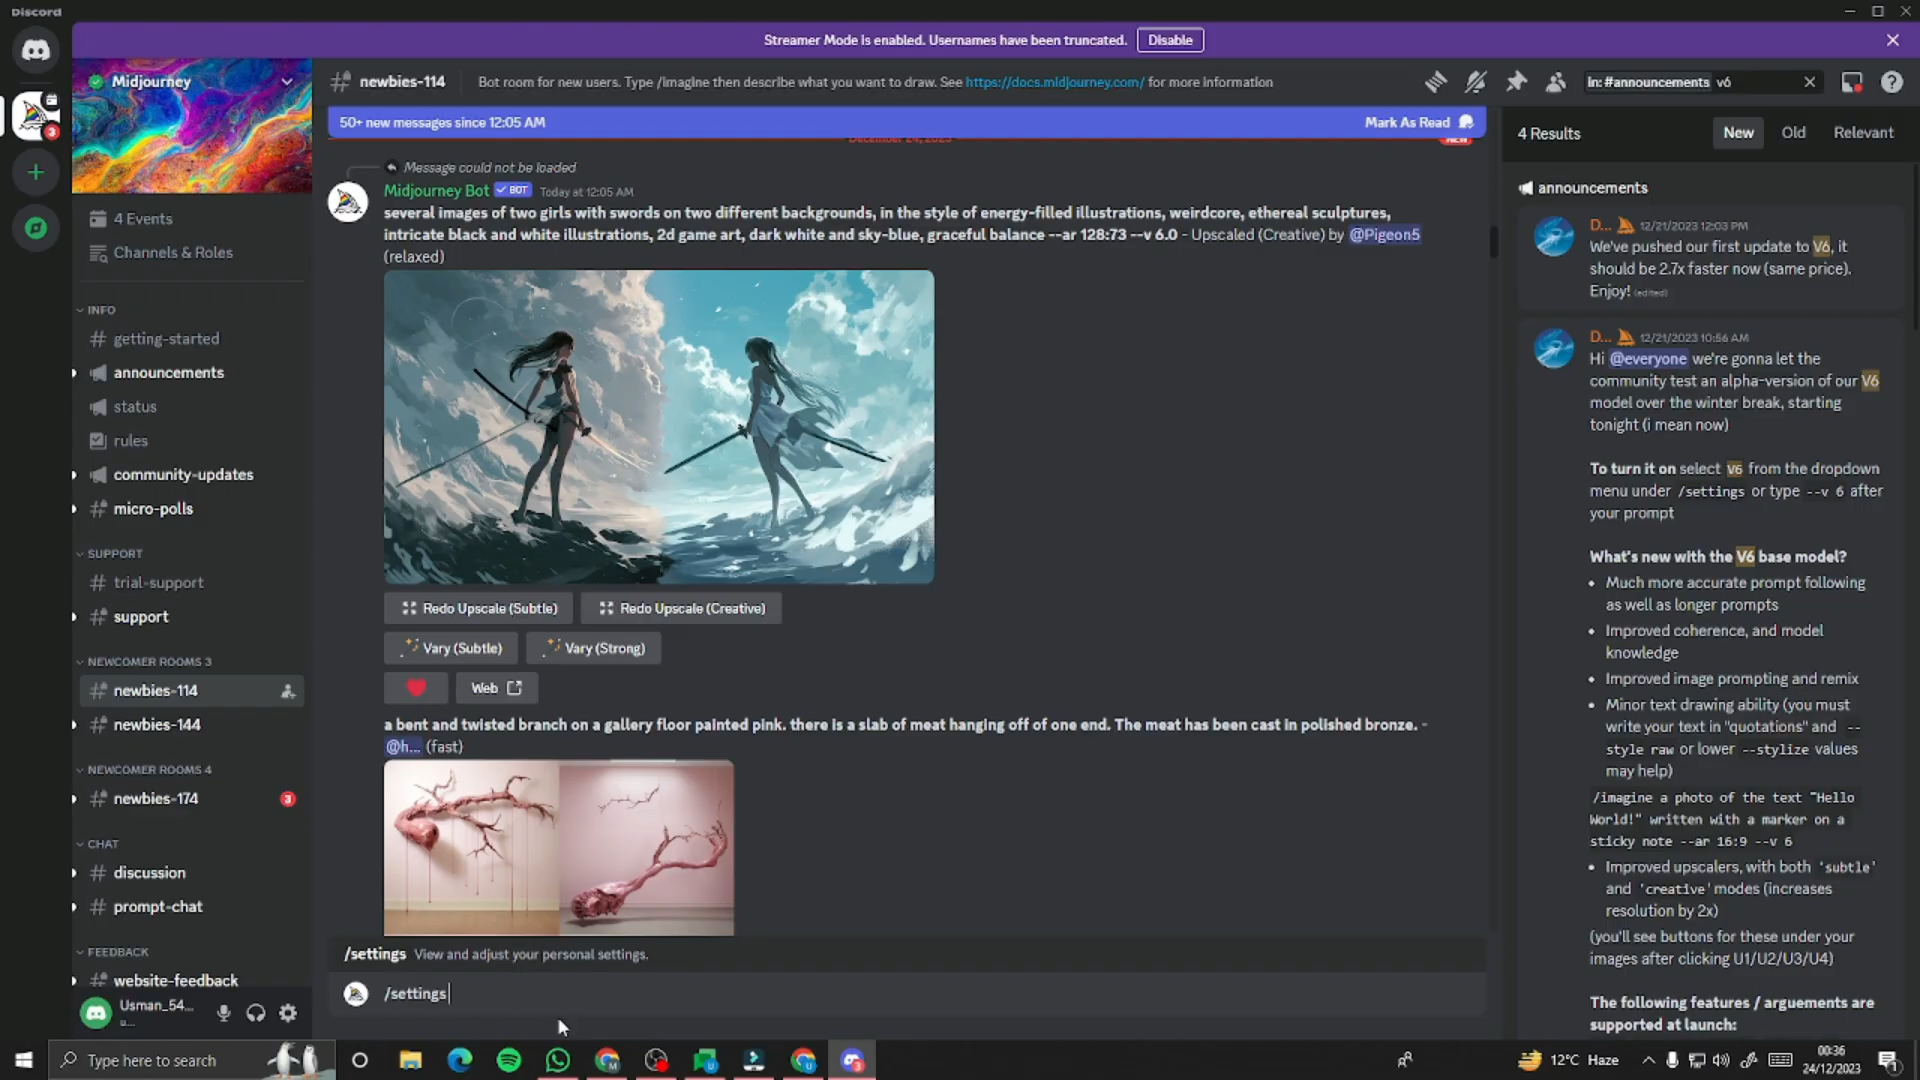 Discord
Streamer Mode is enabled. Usernames have been truncated.
Disable
Midjourney
newbies-114
Bot room for new users. Type /imagine then describe what you want to draw. See https://docs.midjourney.com/ for more information
in: #announcements v6
50+ new messages since 12:05 AM
Mark As Read
December 24, 2023
NEW
4 Results
New
Old
Relevant
3
4 Events
Channels & Roles
INFO
getting-started
announcements
status
rules
community-updates
micro-polls
SUPPORT
trial-support
support
NEWCOMER ROOMS 3
newbies-114
newbies-144
NEWCOMER ROOMS 4
newbies-174
3
CHAT
discussion
prompt-chat
FEEDBACK
website-feedback
Usman_54...
u...
Message could not be loaded
Midjourney Bot BOT Today at 12:05 AM
several images of two girls with swords on two different backgrounds, in the style of energy-filled illustrations, weirdcore, ethereal sculptures,
intricate black and white illustrations, 2d game art, dark white and sky-blue, graceful balance --ar 128:73 --v 6.0 - Upscaled (Creative) by @Pigeon5
(relaxed)
Redo Upscale (Subtle)
Redo Upscale (Creative)
Vary (Subtle)
Vary (Strong)
Web
a bent and twisted branch on a gallery floor painted pink. there is a slab of meat hanging off of one end. The meat has been cast in polished bronze. -
@h... (fast)
/settings View and adjust your personal settings.
/settings
announcements
D... 12/21/2023 12:03 PM
We've pushed our first update to V6, it
should be 2.7x faster now (same price).
Enjoy! (edited)
D... 12/21/2023 10:56 AM
Hi @everyone we're gonna let the
community test an alpha-version of our V6
model over the winter break, starting
tonight (i mean now)
To turn it on select V6 from the dropdown
menu under /settings or type --v 6 after
your prompt
What's new with the V6 base model?
• Much more accurate prompt following
as well as longer prompts
• Improved coherence, and model
knowledge
• Improved image prompting and remix
• Minor text drawing ability (you must
write your text in "quotations" and --
style raw or lower --stylize values
may help)
/imagine a photo of the text "Hello
World!" written with a marker on a
sticky note --ar 16:9 --v 6
• Improved upscalers, with both 'subtle'
and 'creative' modes (increases
resolution by 2x)
(you'll see buttons for these under your
images after clicking U1/U2/U3/U4)
The following features / arguements are
supported at launch:
Type here to search
12°C Haze
00:36
24/12/2023
1